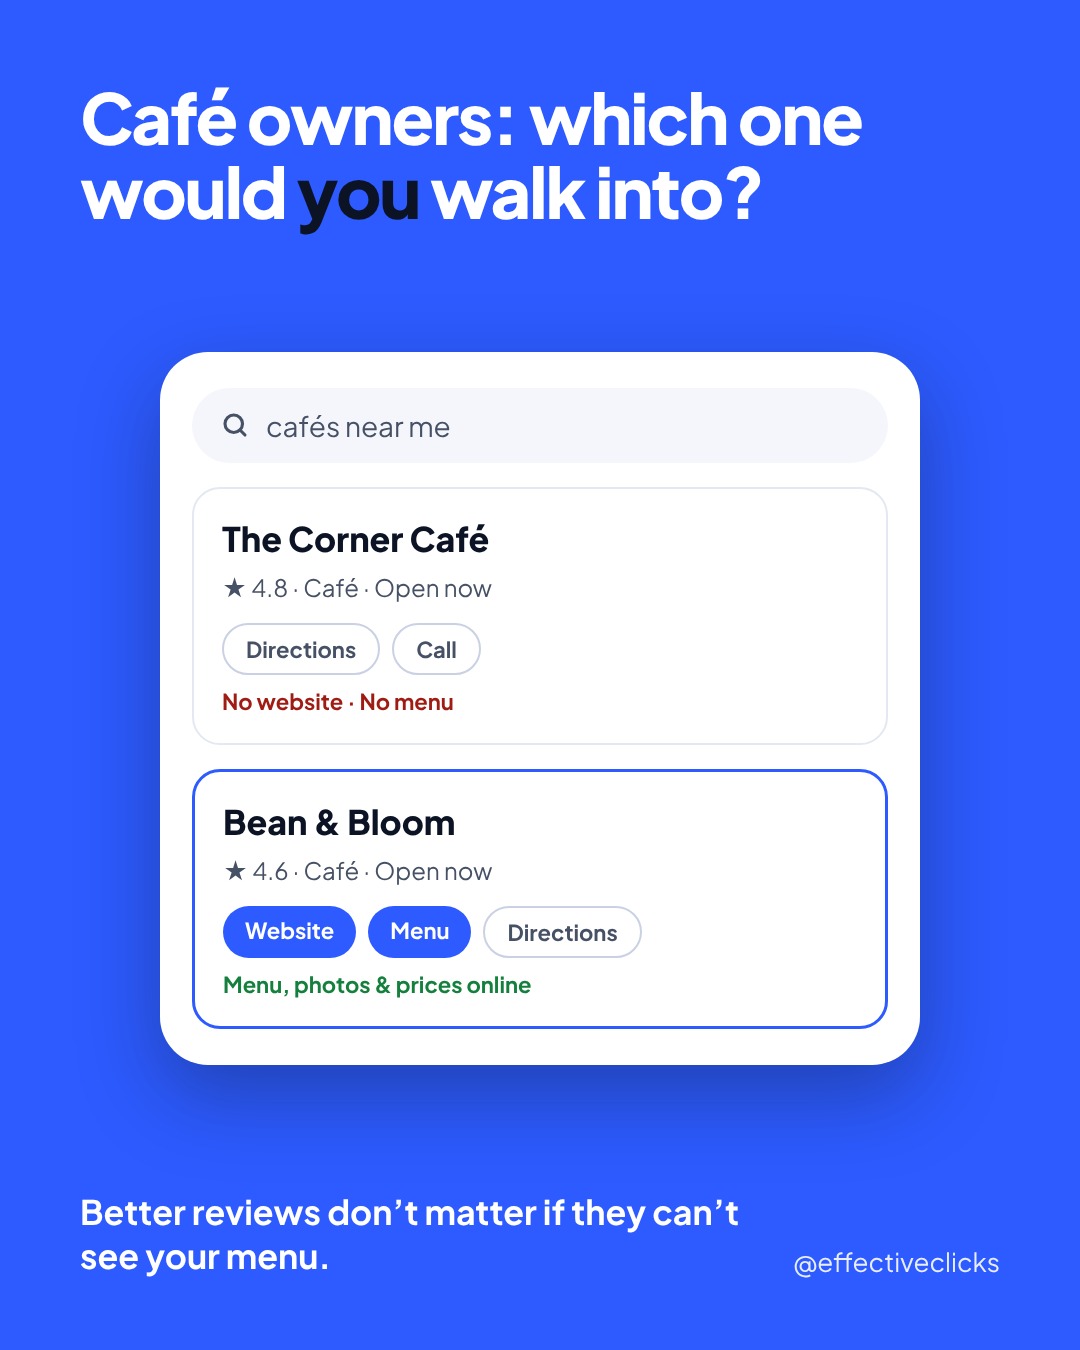 Café owners: which one
would you walk into?
cafés near me
The Corner Café
★ 4.8 · Café · Open now
Directions Call
No website · No menu
Bean & Bloom
★ 4.6 · Café · Open now
Website Menu Directions
Menu, photos & prices online
Better reviews don’t matter if they can’t
see your menu.
@effectiveclicks